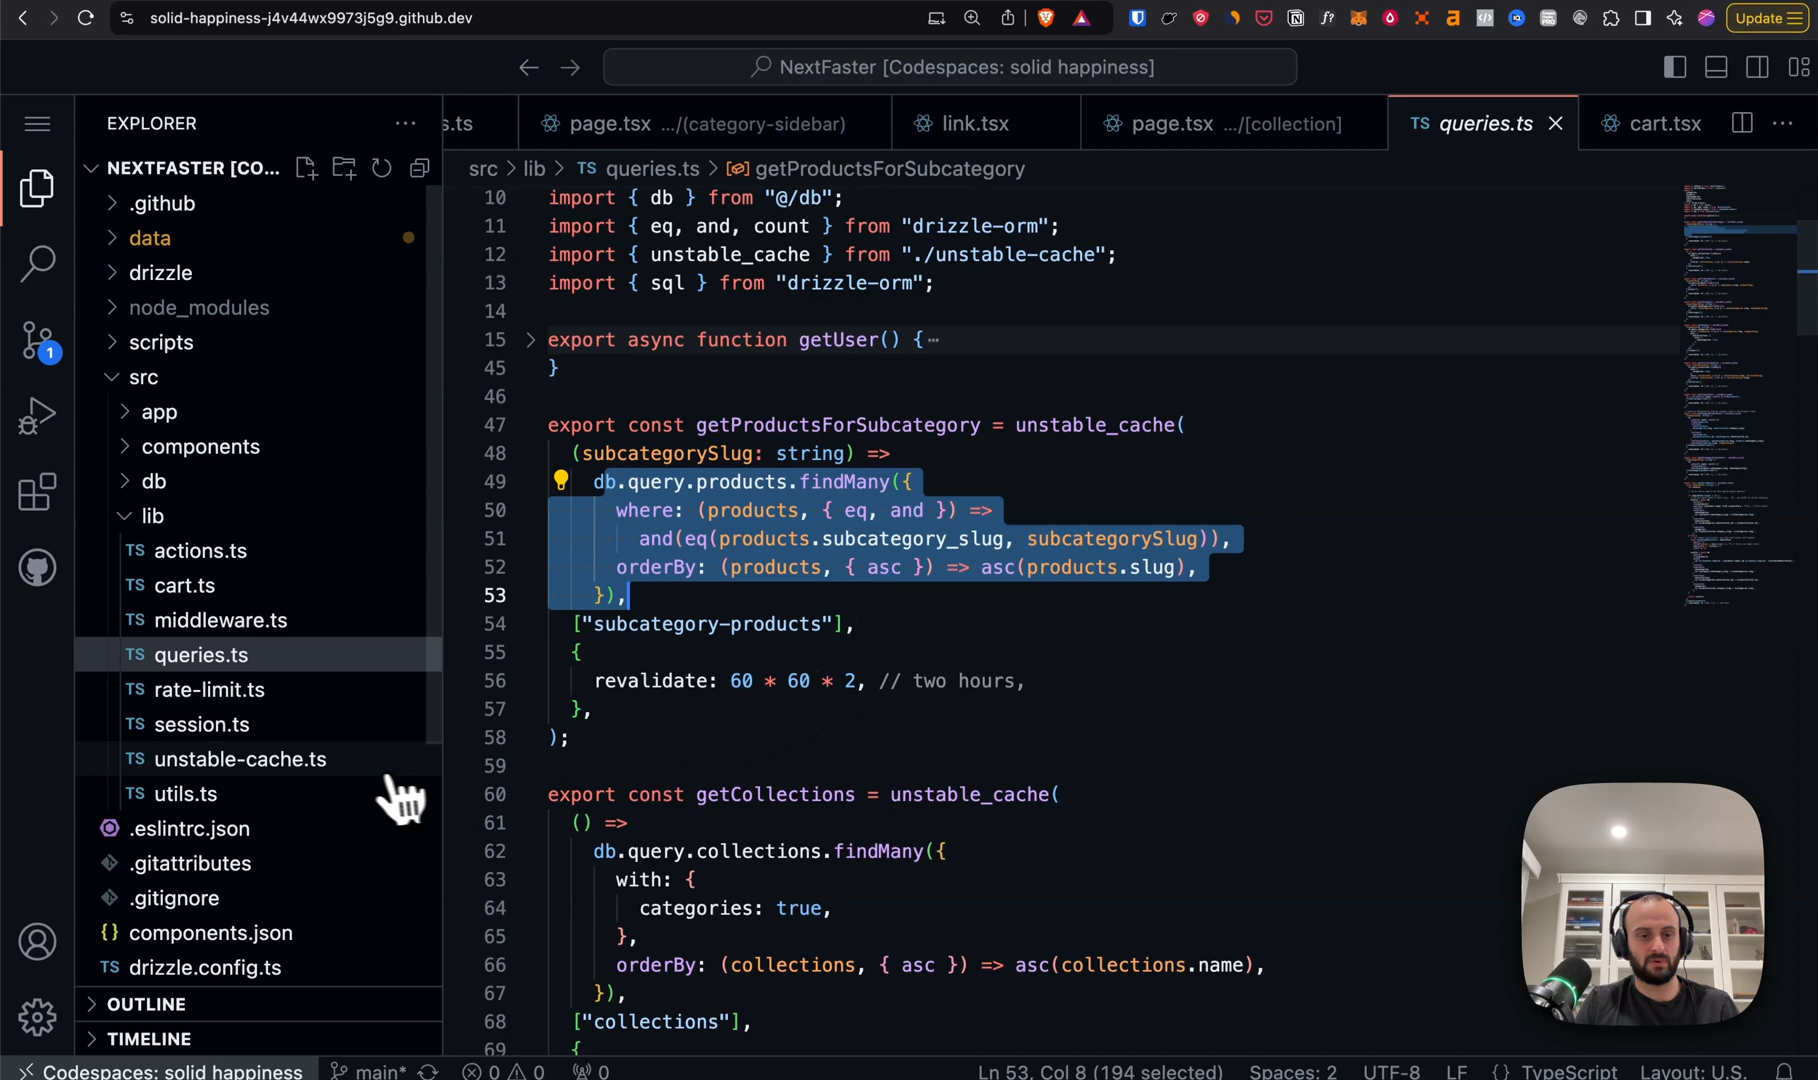 solid-happiness-j4v44wx9973j5g9.github.dev
Update
NextFaster [Codespaces: solid happiness]
EXPLORER
s.ts
page.tsx .../(category-sidebar)
link.tsx
page.tsx .../[collection]
TS queries.ts
cart.tsx
NEXTFASTER [CO...
src > lib > TS queries.ts > getProductsForSubcategory
.github
data
drizzle
node_modules
scripts
src
app
components
db
lib
TS actions.ts
TS cart.ts
TS middleware.ts
TS queries.ts
TS rate-limit.ts
TS session.ts
TS unstable-cache.ts
TS utils.ts
.eslintrc.json
.gitattributes
.gitignore
{} components.json
TS drizzle.config.ts
OUTLINE
TIMELINE
1
10 import { db } from "@/db";
11 import { eq, and, count } from "drizzle-orm";
12 import { unstable_cache } from "./unstable-cache";
13 import { sql } from "drizzle-orm";
14
15 export async function getUser() {⋯
45 }
46
47 export const getProductsForSubcategory = unstable_cache(
48 (subcategorySlug: string) =>
49 db.query.products.findMany({
50 where: (products, { eq, and }) =>
51 and(eq(products.subcategory_slug, subcategorySlug)),
52 orderBy: (products, { asc }) => asc(products.slug),
53 }),
54 ["subcategory-products"],
55 {
56 revalidate: 60 * 60 * 2, // two hours,
57 },
58 );
59
60 export const getCollections = unstable_cache(
61 () =>
62 db.query.collections.findMany({
63 with: {
64 categories: true,
65 },
66 orderBy: (collections, { asc }) => asc(collections.name),
67 }),
68 ["collections"],
69 {
Codespaces: solid happiness main* 0 0 0 Ln 53, Col 8 (194 selected) Spaces: 2 UTF-8 LF {} TypeScript Layout: U.S.